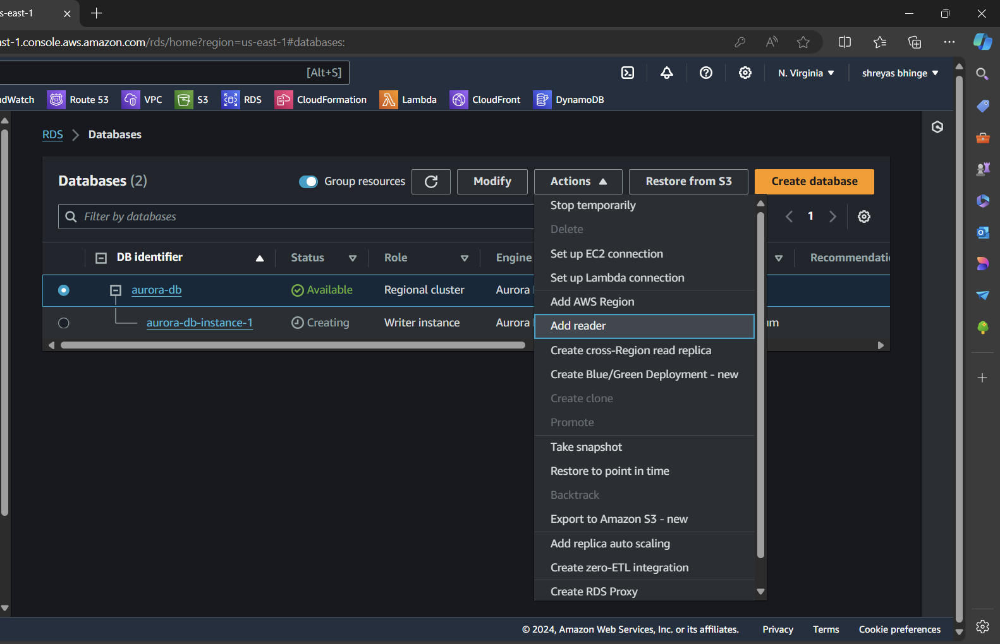 s-east-1
st-1.console.aws.amazon.com/rds/home?region=us-east-1#databases:
[Alt+S]
N. Virginia
shreyas bhinge
dWatch
Route 53
VPC
S3
RDS
CloudFormation
Lambda
CloudFront
DynamoDB
RDS
Databases
Databases (2)
Group resources
Modify
Actions
Restore from S3
Create database
Filter by databases
1
DB identifier
Status
Role
Engine
Recommendati
aurora-db
Available
Regional cluster
Aurora
aurora-db-instance-1
Creating
Writer instance
Aurora
um
Stop temporarily
Delete
Set up EC2 connection
Set up Lambda connection
Add AWS Region
Add reader
Create cross-Region read replica
Create Blue/Green Deployment - new
Create clone
Promote
Take snapshot
Restore to point in time
Backtrack
Export to Amazon S3 - new
Add replica auto scaling
Create zero-ETL integration
Create RDS Proxy
© 2024, Amazon Web Services, Inc. or its affiliates.
Privacy
Terms
Cookie preferences